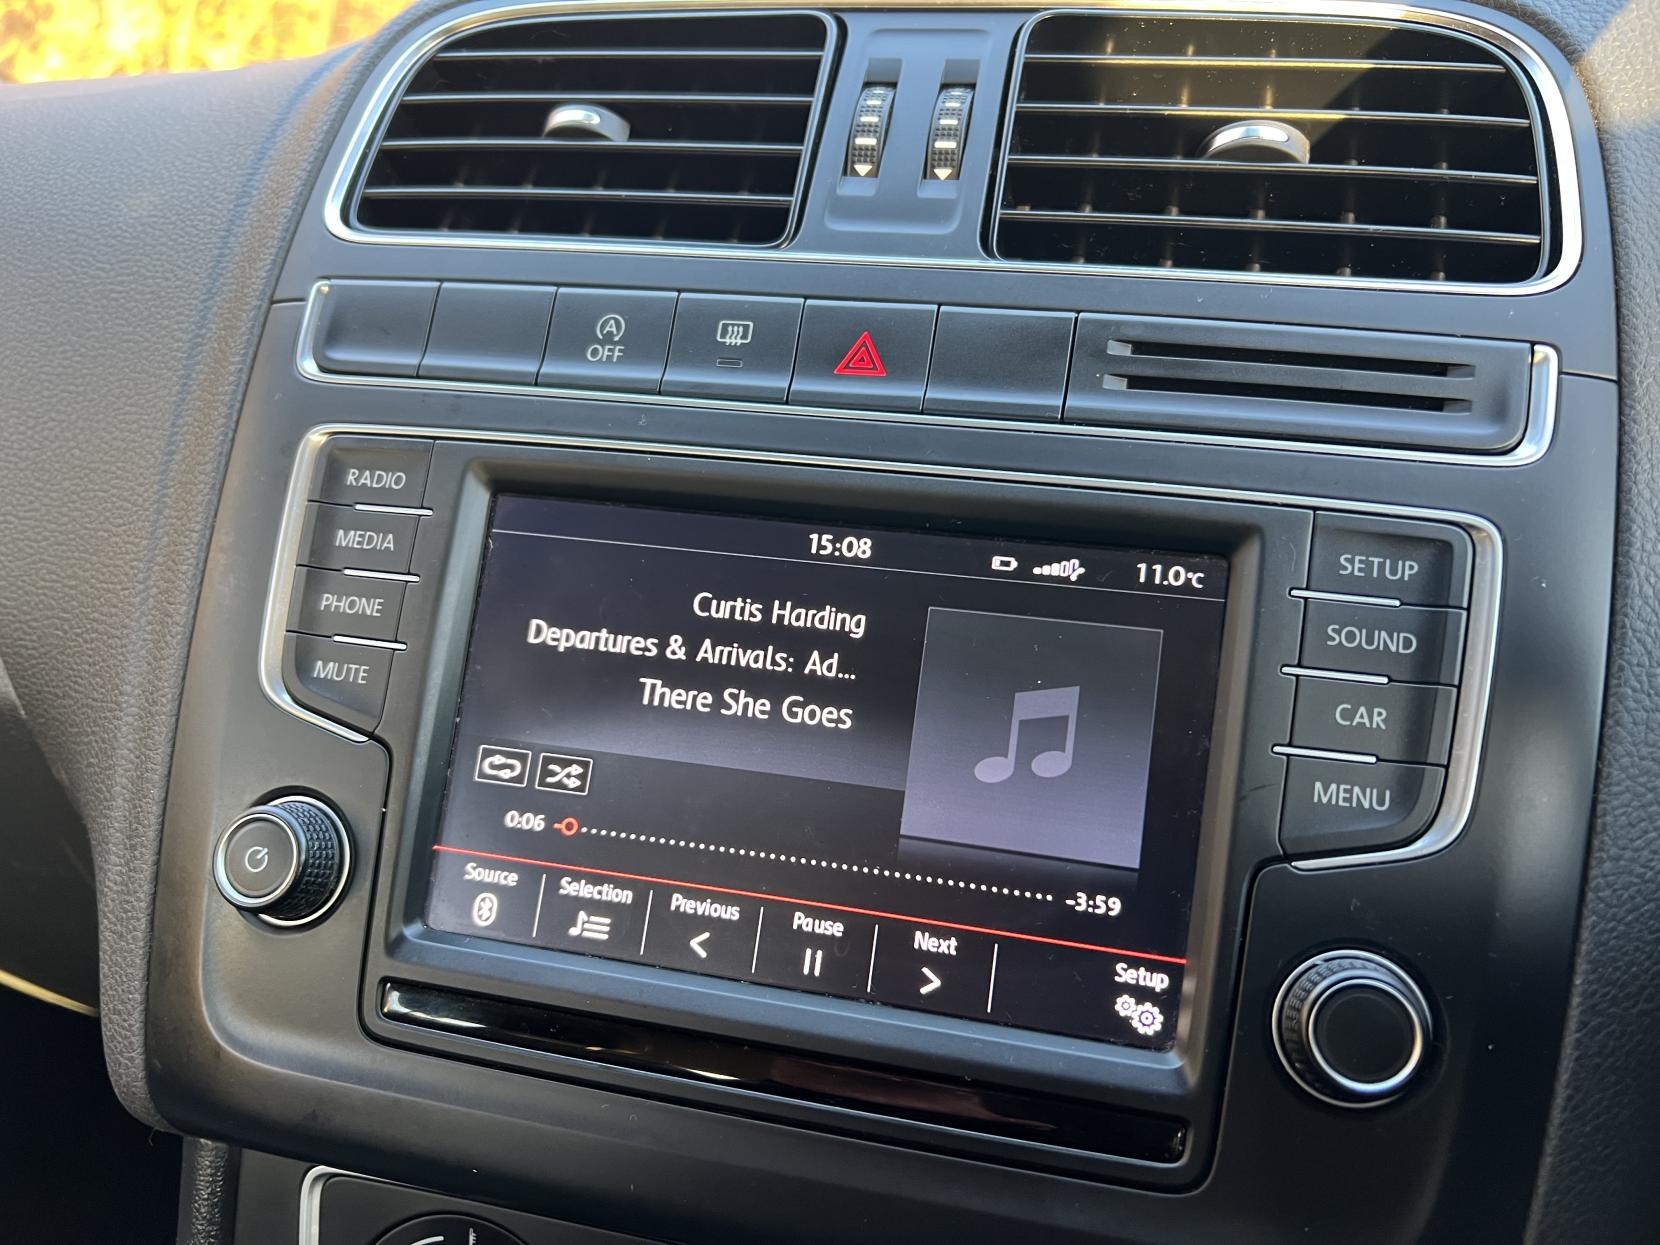 A
OFF
RADIO
MEDIA
PHONE
MUTE
15:08
11.0°C
Curtis Harding
Departures & Arrivals: Ad...
There She Goes
0:06
-3:59
Source
Selection
Previous
Pause
Next
Setup
SETUP
SOUND
CAR
MENU